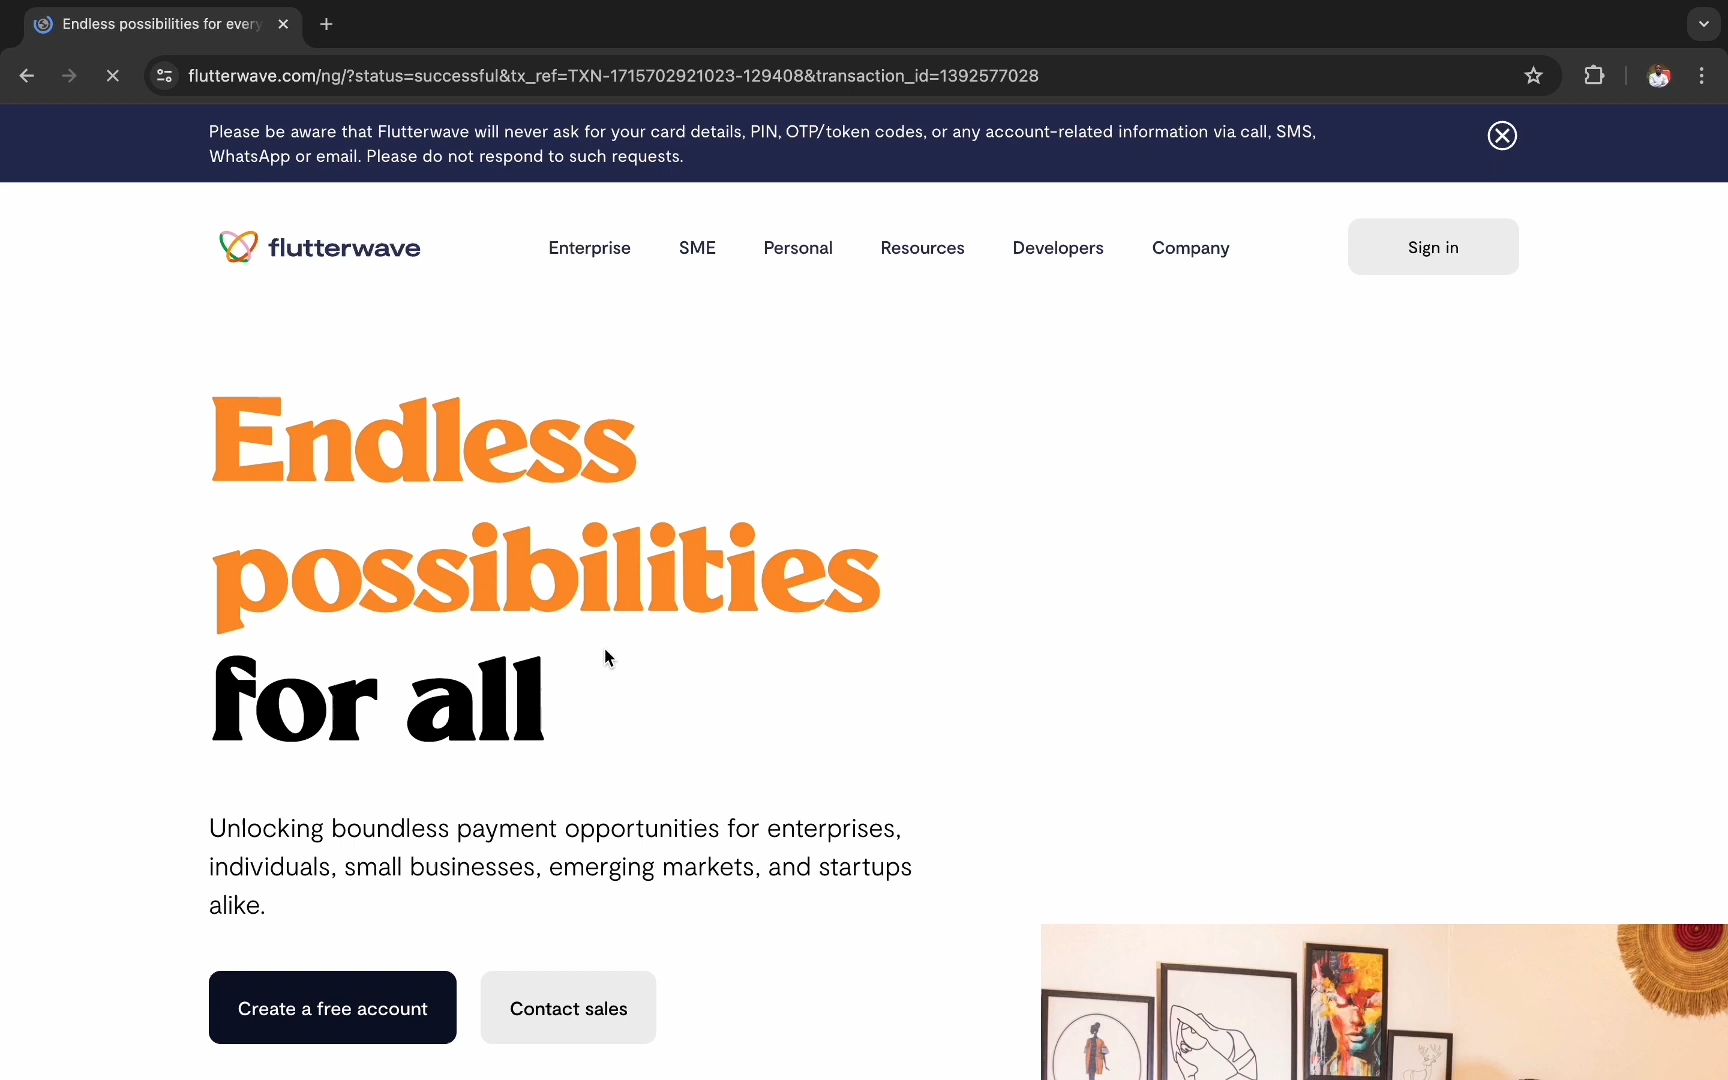 Endless possibilities for every
flutterwave.com/ng/?status=successful&tx_ref=TXN-1715702921023-129408&transaction_id=1392577028
Please be aware that Flutterwave will never ask for your card details, PIN, OTP/token codes, or any account-related information via call, SMS,
WhatsApp or email. Please do not respond to such requests.
flutterwave
Enterprise
SME
Personal
Resources
Developers
Company
Sign in
Endless
possibilities
for all
Unlocking boundless payment opportunities for enterprises,
individuals, small businesses, emerging markets, and startups
alike.
Create a free account
Contact sales